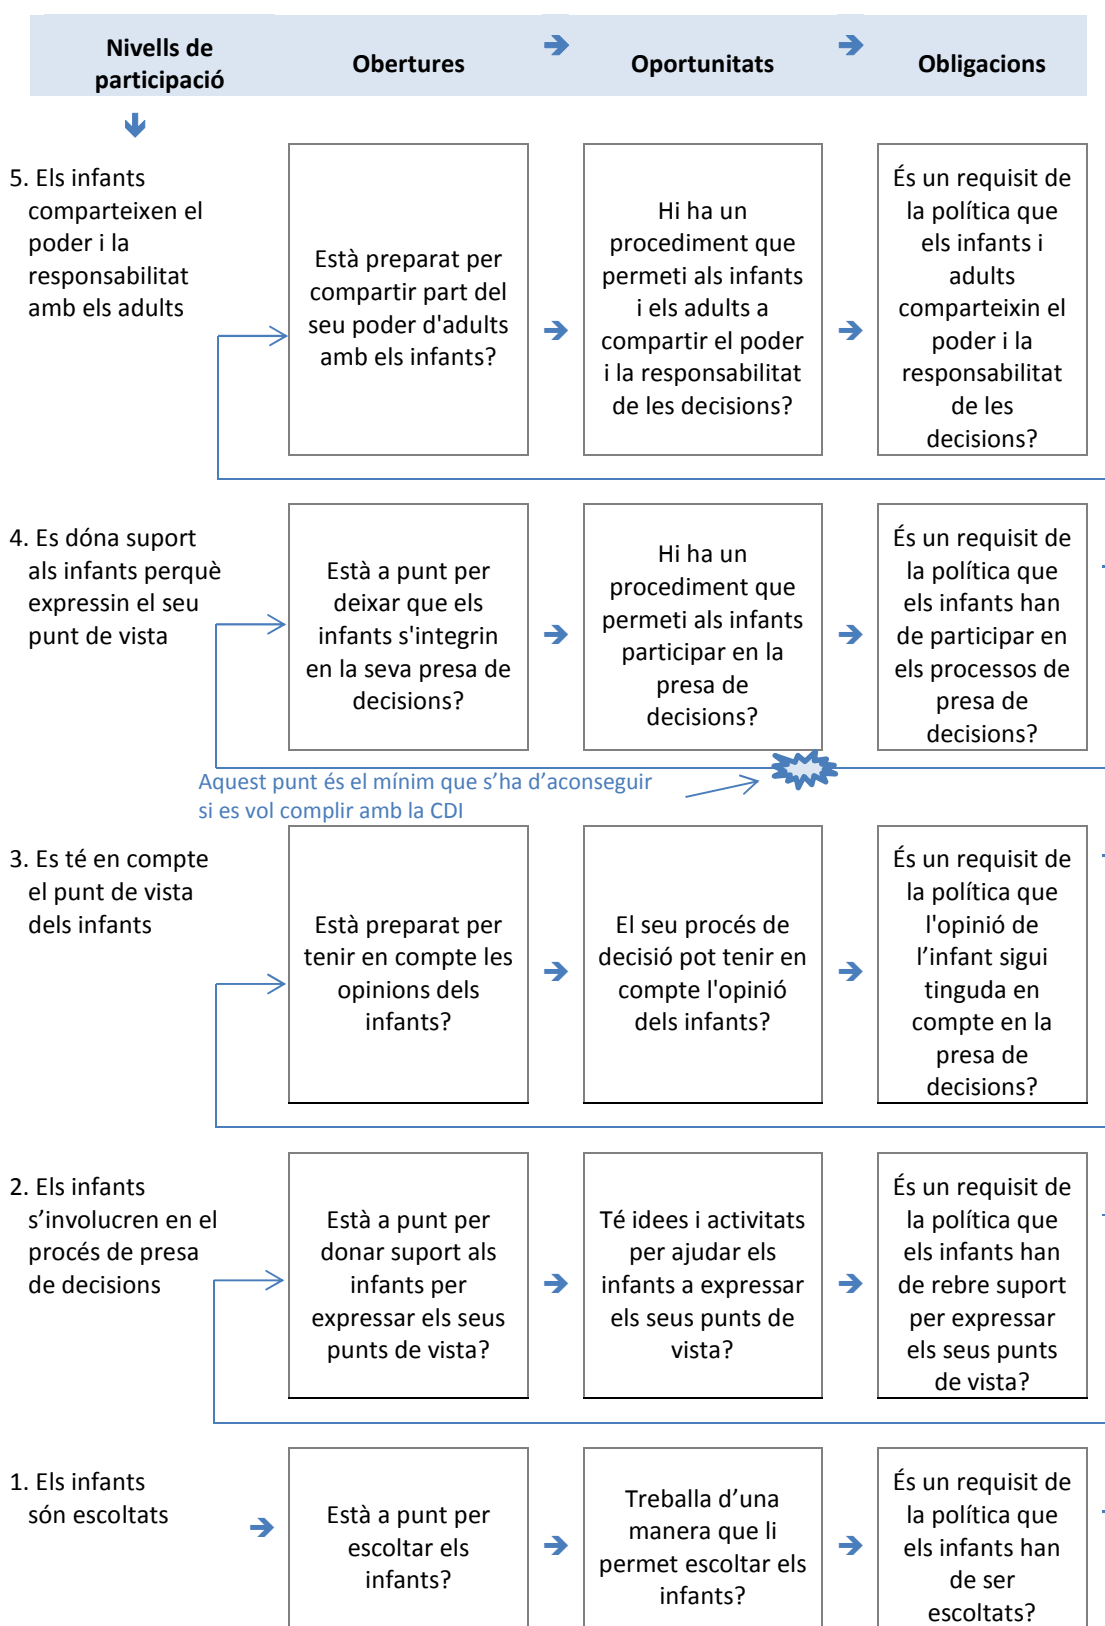 Nivells de
participació
Obertures
Oportunitats
Obligacions
5. Els infants
comparteixen el
poder i la
responsabilitat
amb els adults
Està preparat per
compartir part del
seu poder d'adults
amb els infants?
Hi ha un
procediment que
permeti als infants
i els adults a
compartir el poder
i la responsabilitat
de les decisions?
És un requisit de
la política que
els infants i
adults
comparteixin el
poder i la
responsabilitat
de les
decisions?
4. Es dóna suport
als infants perquè
expressin el seu
punt de vista
Està a punt per
deixar que els
infants s'integrin
en la seva presa de
decisions?
Hi ha un
procediment que
permeti als infants
participar en la
presa de
decisions?
És un requisit de
la política que
els infants han
de participar en
els processos de
presa de
decisions?
Aquest punt és el mínim que s’ha d’aconseguir
si es vol complir amb la CDI
3. Es té en compte
el punt de vista
dels infants
Està preparat per
tenir en compte les
opinions dels
infants?
El seu procés de
decisió pot tenir en
compte l'opinió
dels infants?
És un requisit de
la política que
l'opinió de
l’infant sigui
tinguda en
compte en la
presa de
decisions?
2. Els infants
s’involucren en el
procés de presa
de decisions
Està a punt per
donar suport als
infants per
expressar els seus
punts de vista?
Té idees i activitats
per ajudar els
infants a expressar
els seus punts de
vista?
És un requisit de
la política que
els infants han
de rebre suport
per expressar
els seus punts
de vista?
1. Els infants
són escoltats
Està a punt per
escoltar els
infants?
Treballa d’una
manera que li
permet escoltar els
infants?
És un requisit de
la política que
els infants han
de ser
escoltats?